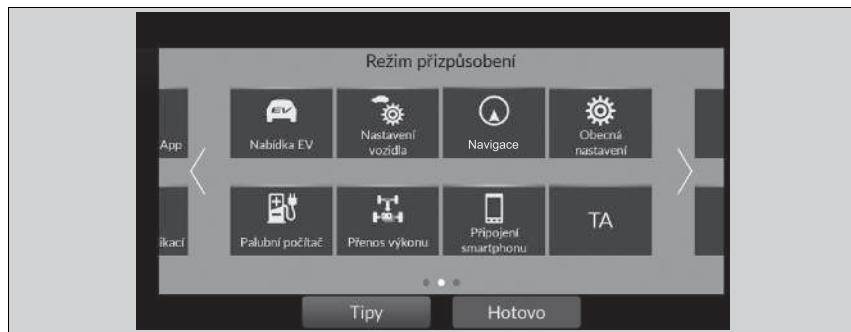 Režim přizpůsobení
App
EV
Nabídka EV
Nastavení
vozidla
Navigace
Obecná
nastavení
ikací
Palubní počítač
Přenos výkonu
Připojení
smartphonu
TA
Tipy
Hotovo